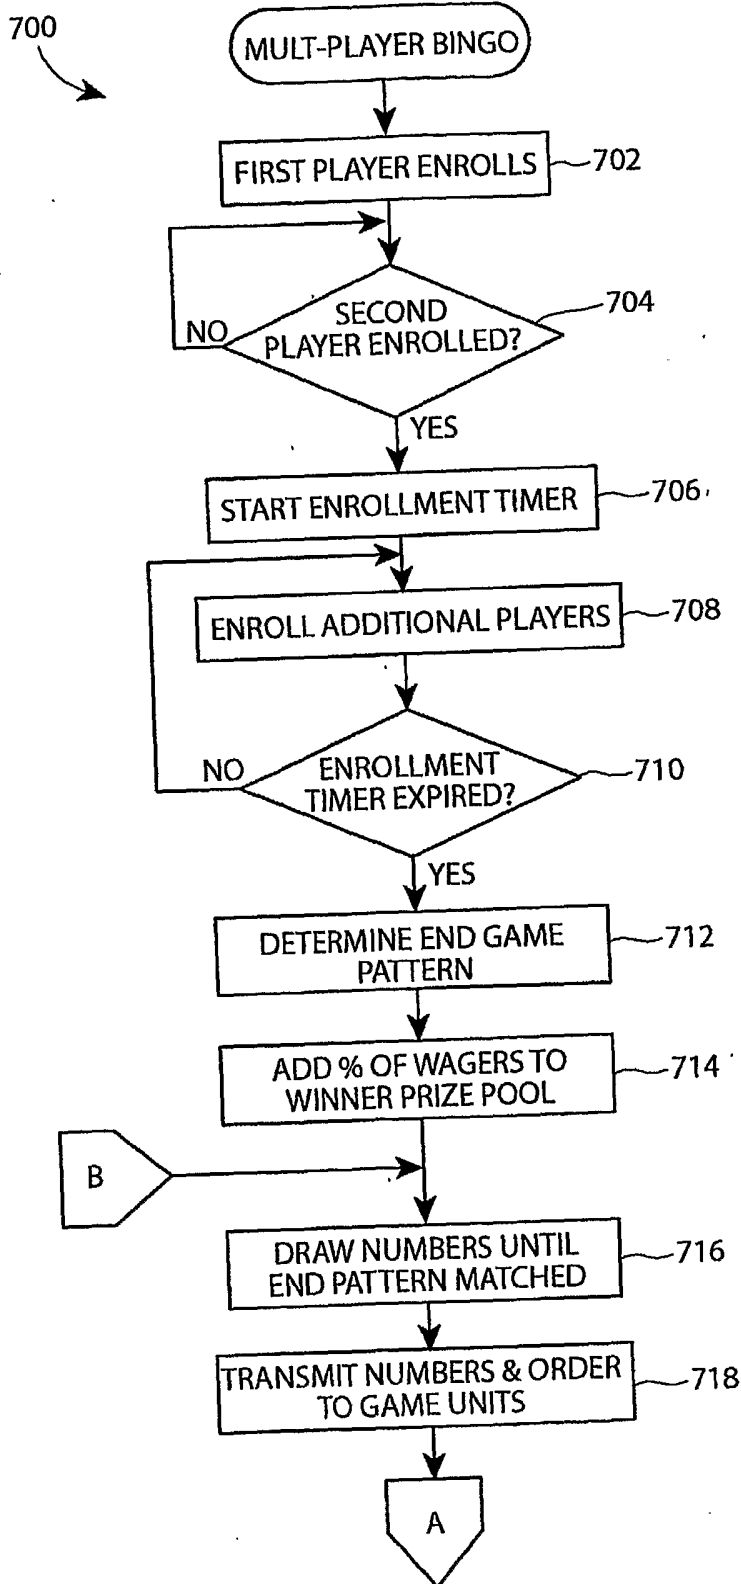 700
MULT-PLAYER BINGO
FIRST PLAYER ENROLLS
702
SECOND
PLAYER ENROLLED?
704
NO
YES
START ENROLLMENT TIMER
706
ENROLL ADDITIONAL PLAYERS
708
ENROLLMENT
TIMER EXPIRED?
710
NO
YES
DETERMINE END GAME
PATTERN
712
ADD % OF WAGERS TO
WINNER PRIZE POOL
714
B
DRAW NUMBERS UNTIL
END PATTERN MATCHED
716
TRANSMIT NUMBERS & ORDER
TO GAME UNITS
718
A